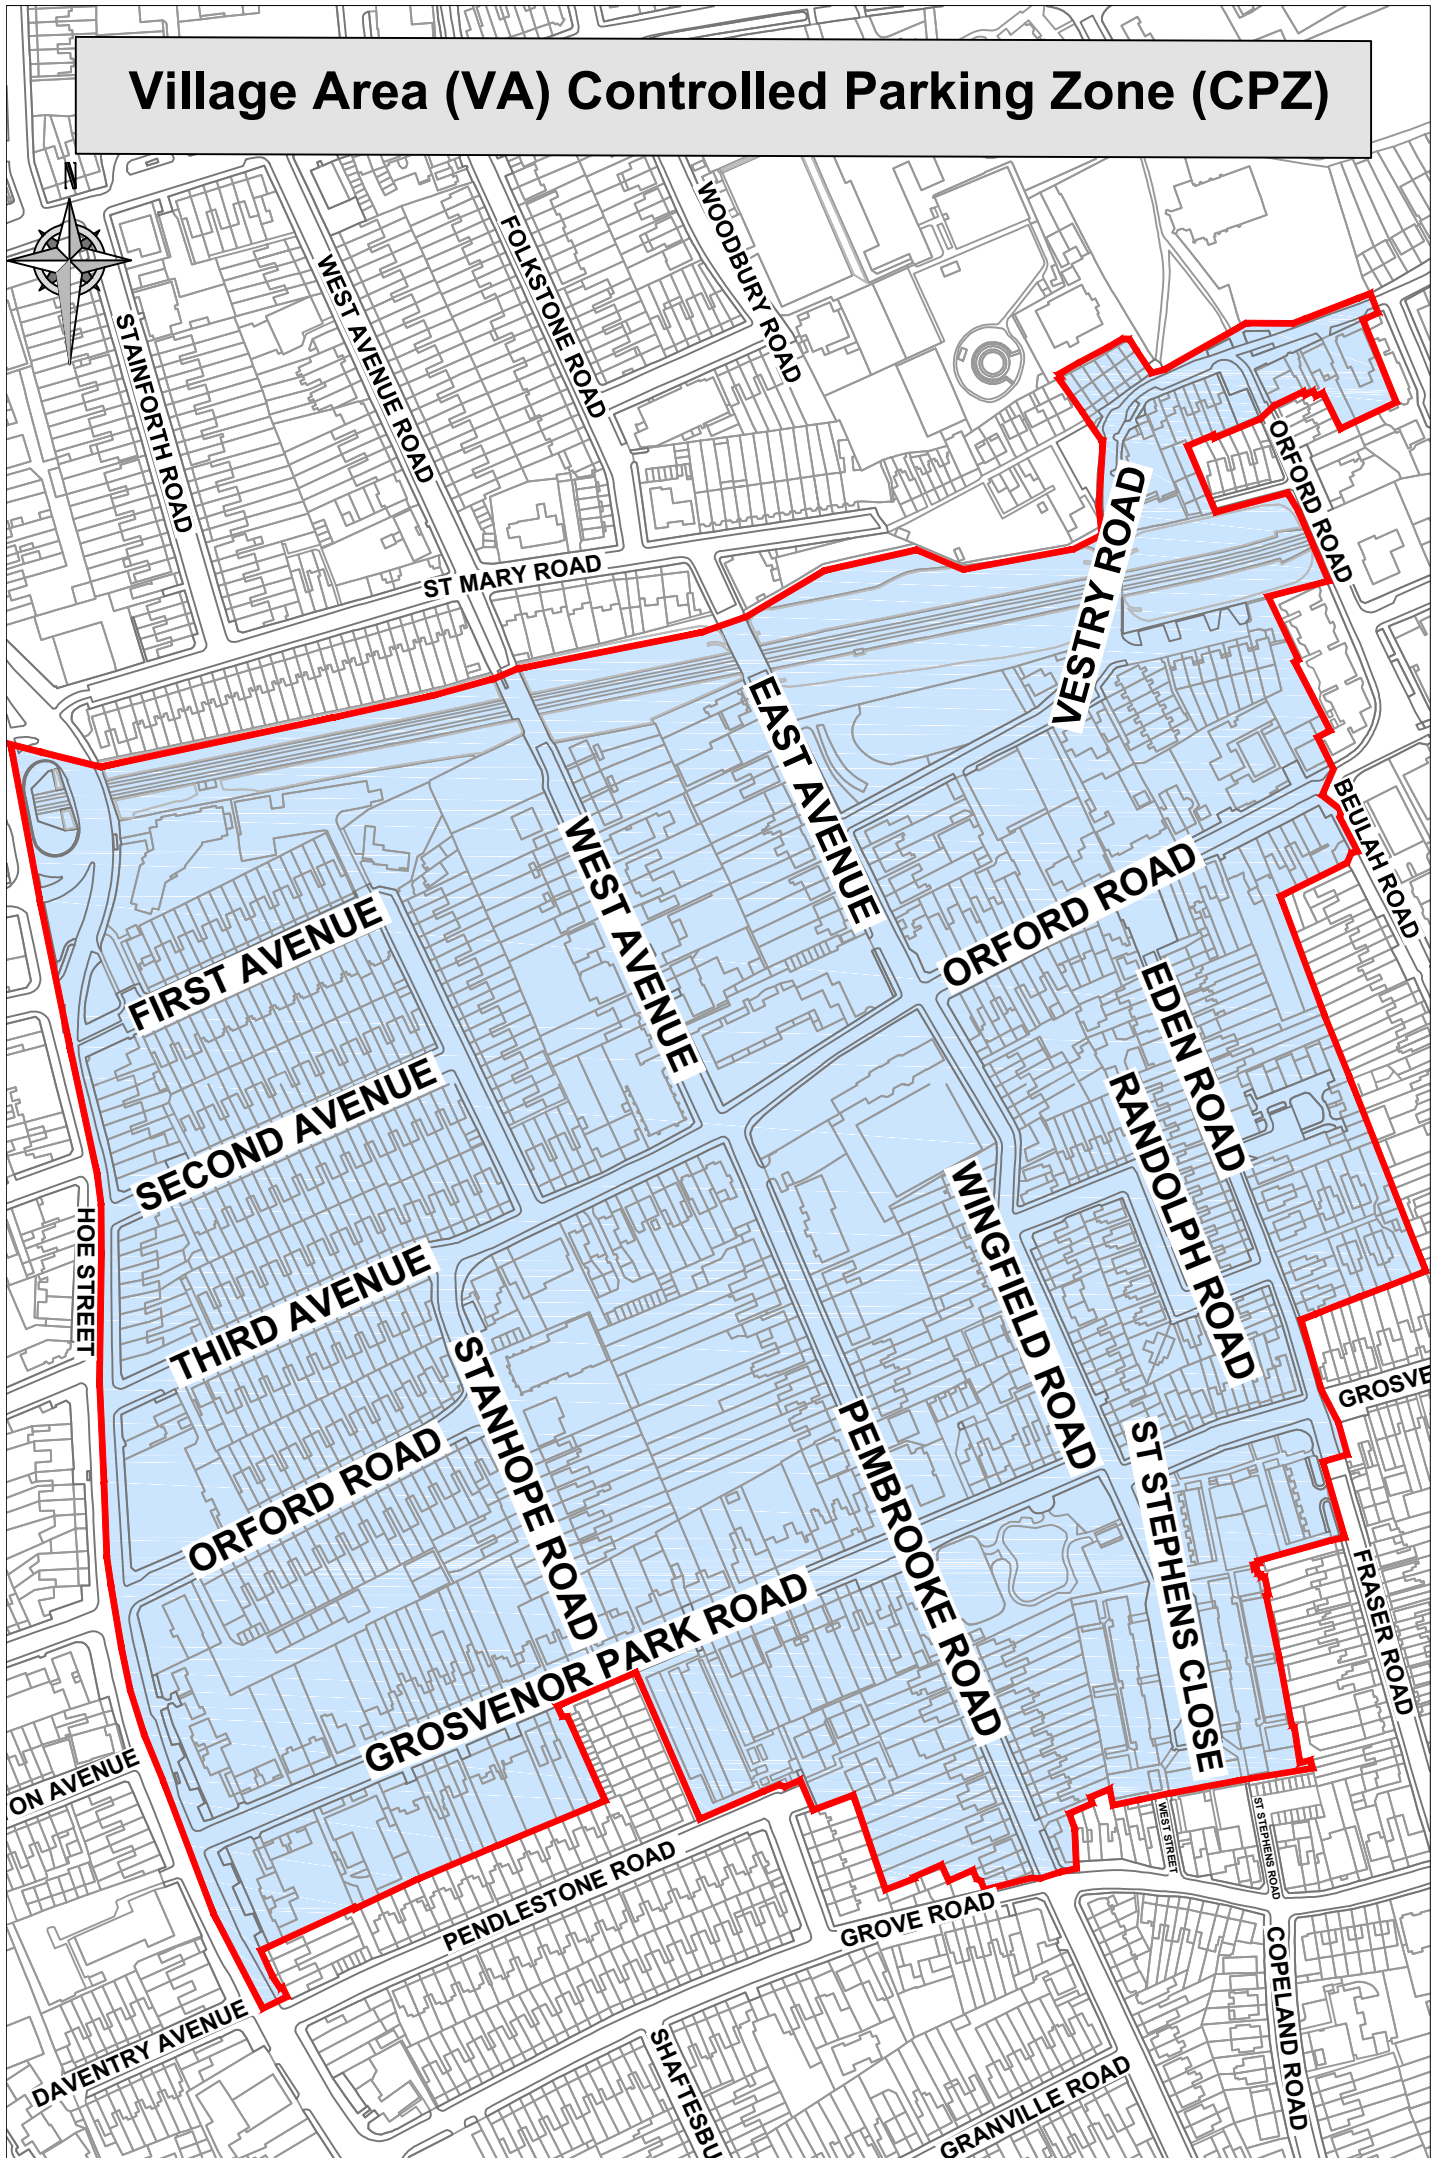 Village Area (VA) Controlled Parking Zone (CPZ)
N
STAINFORTH ROAD
WEST AVENUE ROAD
FOLKSTONE ROAD
WOODBURY ROAD
ST MARY ROAD
ORFORD ROAD
VESTRY ROAD
EAST AVENUE
WEST AVENUE
BEULAH ROAD
ORFORD ROAD
FIRST AVENUE
EDEN ROAD
SECOND AVENUE
RANDOLPH ROAD
HOE STREET
WINGFIELD ROAD
THIRD AVENUE
STANHOPE ROAD
GROSVE
PEMBROOKE ROAD
ST STEPHENS CLOSE
ORFORD ROAD
FRASER ROAD
GROSVENOR PARK ROAD
ON AVENUE
WEST STREET
ST STEPHENS ROAD
PENDLESTONE ROAD
GROVE ROAD
COPELAND ROAD
DAVENTRY AVENUE
SHAFTESBU
GRANVILLE ROAD